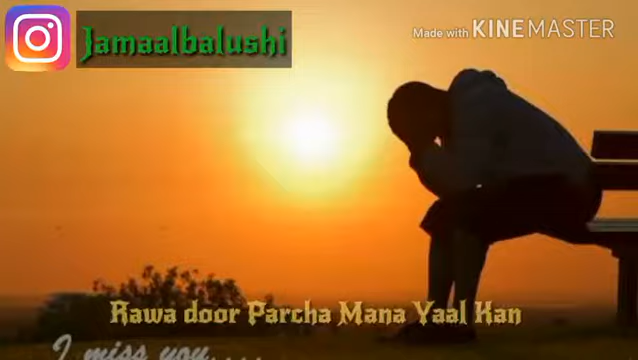 Jamaalbalushi
Made with KINEMASTER
Rawa door Parcha Mana Yaal Kan
I miss you....